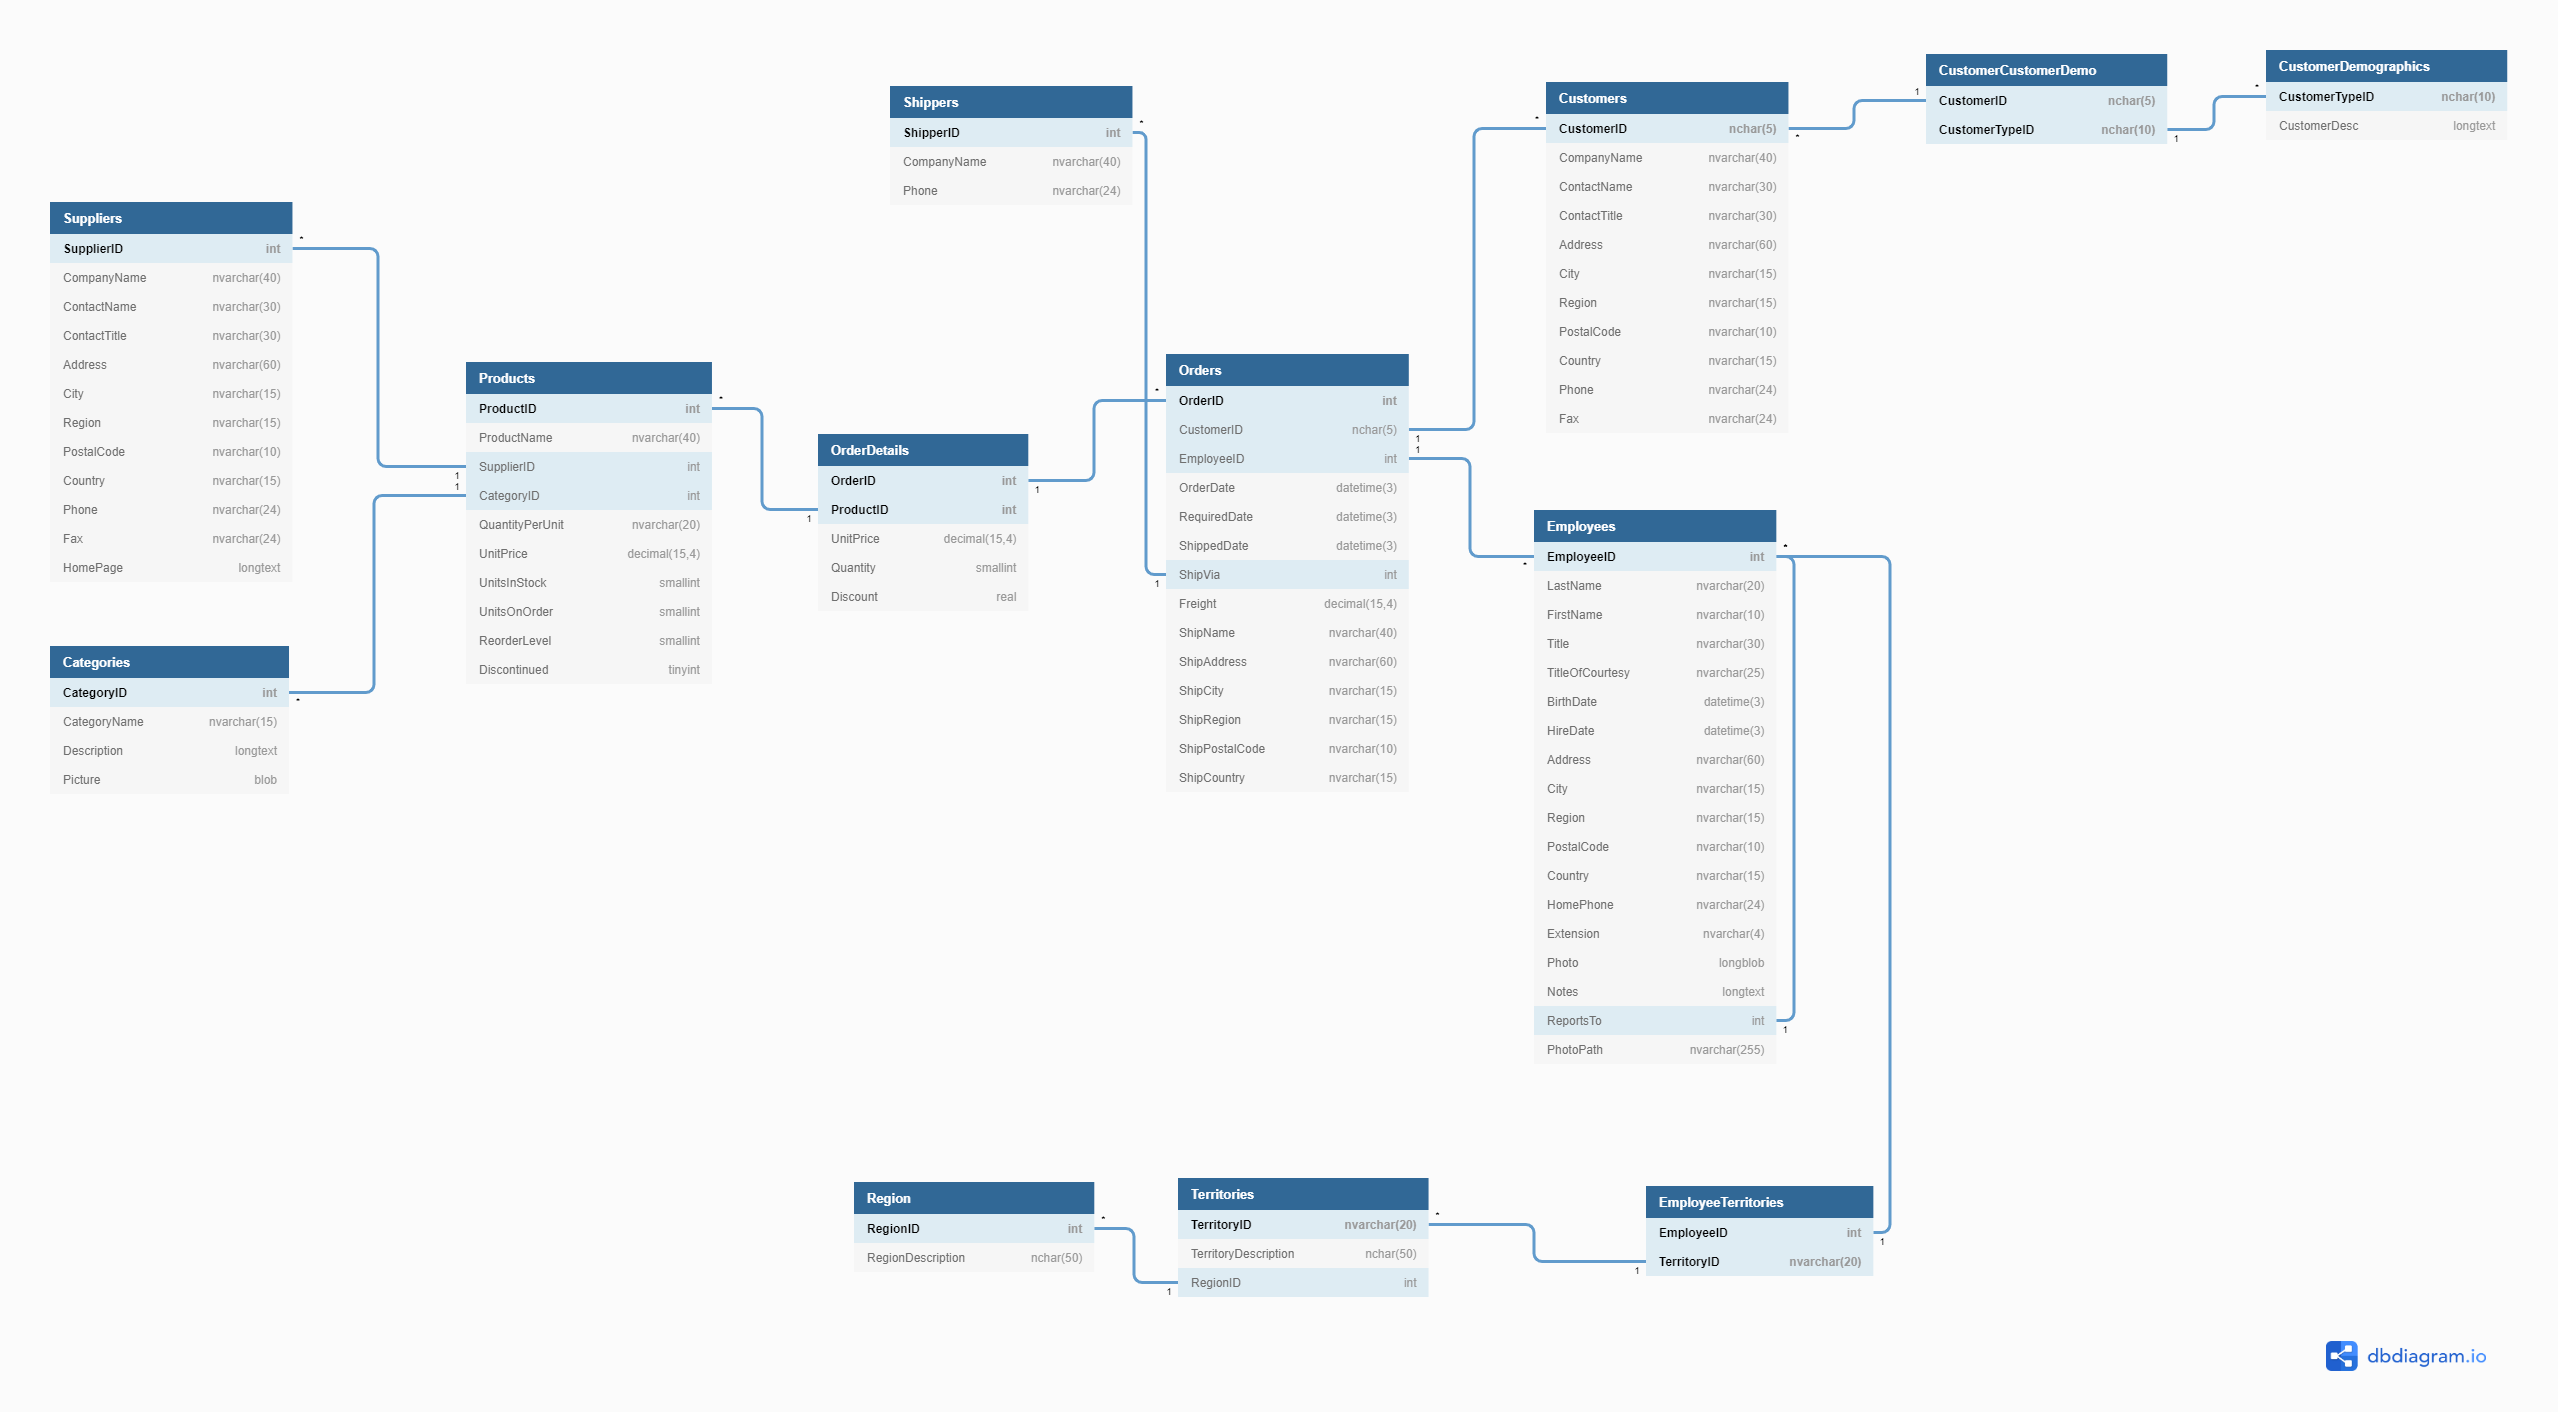 CustomerDemographics
CustomerTypeID nchar(10)
CustomerDesc longtext
CustomerCustomerDemo
CustomerID nchar(5)
CustomerTypeID nchar(10)
1
*
1
Customers
CustomerID nchar(5)
CompanyName nvarchar(40)
ContactName nvarchar(30)
ContactTitle nvarchar(30)
Address nvarchar(60)
City nvarchar(15)
Region nvarchar(15)
PostalCode nvarchar(10)
Country nvarchar(15)
Phone nvarchar(24)
Fax nvarchar(24)
*
*
Shippers
ShipperID int
CompanyName nvarchar(40)
Phone nvarchar(24)
*
Suppliers
SupplierID int
CompanyName nvarchar(40)
ContactName nvarchar(30)
ContactTitle nvarchar(30)
Address nvarchar(60)
City nvarchar(15)
Region nvarchar(15)
PostalCode nvarchar(10)
Country nvarchar(15)
Phone nvarchar(24)
Fax nvarchar(24)
HomePage longtext
*
Products
ProductID int
ProductName nvarchar(40)
SupplierID int
CategoryID int
QuantityPerUnit nvarchar(20)
UnitPrice decimal(15,4)
UnitsInStock smallint
UnitsOnOrder smallint
ReorderLevel smallint
Discontinued tinyint
*
1
1
OrderDetails
OrderID int
ProductID int
UnitPrice decimal(15,4)
Quantity smallint
Discount real
1
1
Orders
OrderID int
CustomerID nchar(5)
EmployeeID int
OrderDate datetime(3)
RequiredDate datetime(3)
ShippedDate datetime(3)
ShipVia int
Freight decimal(15,4)
ShipName nvarchar(40)
ShipAddress nvarchar(60)
ShipCity nvarchar(15)
ShipRegion nvarchar(15)
ShipPostalCode nvarchar(10)
ShipCountry nvarchar(15)
*
1
1
1
Employees
EmployeeID int
LastName nvarchar(20)
FirstName nvarchar(10)
Title nvarchar(30)
TitleOfCourtesy nvarchar(25)
BirthDate datetime(3)
HireDate datetime(3)
Address nvarchar(60)
City nvarchar(15)
Region nvarchar(15)
PostalCode nvarchar(10)
Country nvarchar(15)
HomePhone nvarchar(24)
Extension nvarchar(4)
Photo longblob
Notes longtext
ReportsTo int
PhotoPath nvarchar(255)
*
*
1
Categories
CategoryID int
CategoryName nvarchar(15)
Description longtext
Picture blob
*
Region
RegionID int
RegionDescription nchar(50)
*
Territories
TerritoryID nvarchar(20)
TerritoryDescription nchar(50)
RegionID int
*
1
EmployeeTerritories
EmployeeID int
TerritoryID nvarchar(20)
1
1
dbdiagram.io